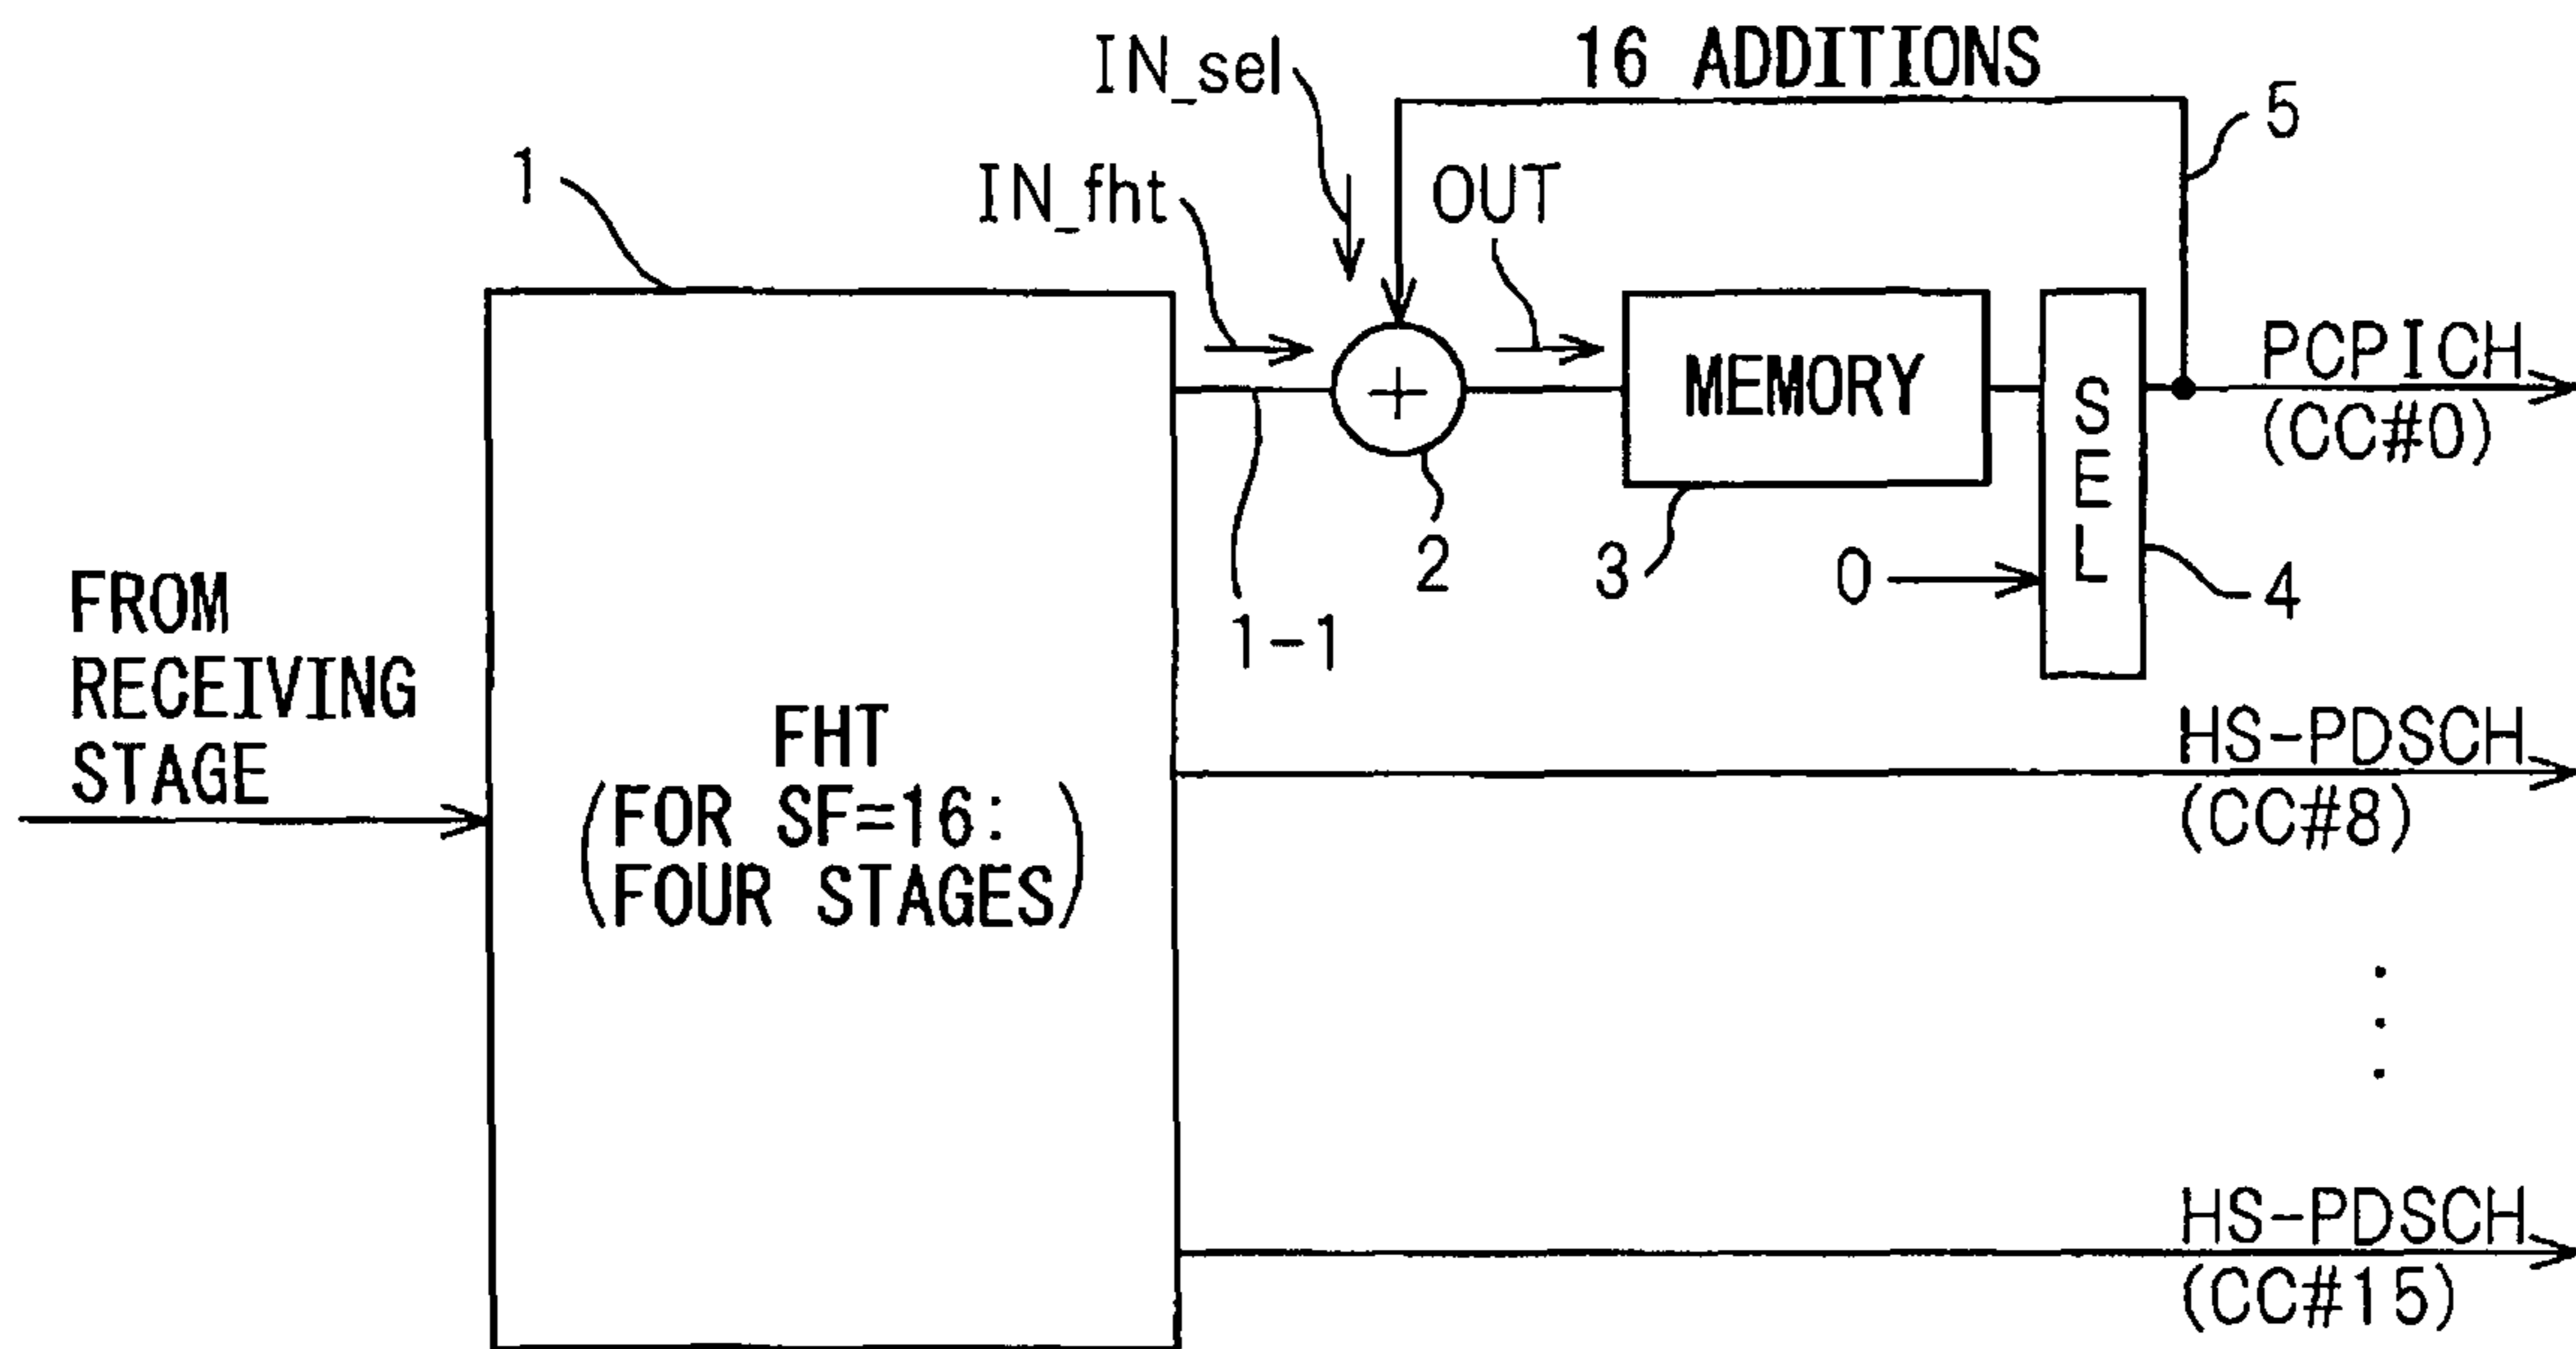 16 ADDITIONS
IN_sel
5
1
IN_fht
OUT
MEMORY
SEL
PCPICH
(CC#0)
2
3
0
4
1-1
FROM
RECEIVING
STAGE
FHT
(FOR SF=16:
FOUR STAGES)
HS-PDSCH
(CC#8)
HS-PDSCH
(CC#15)